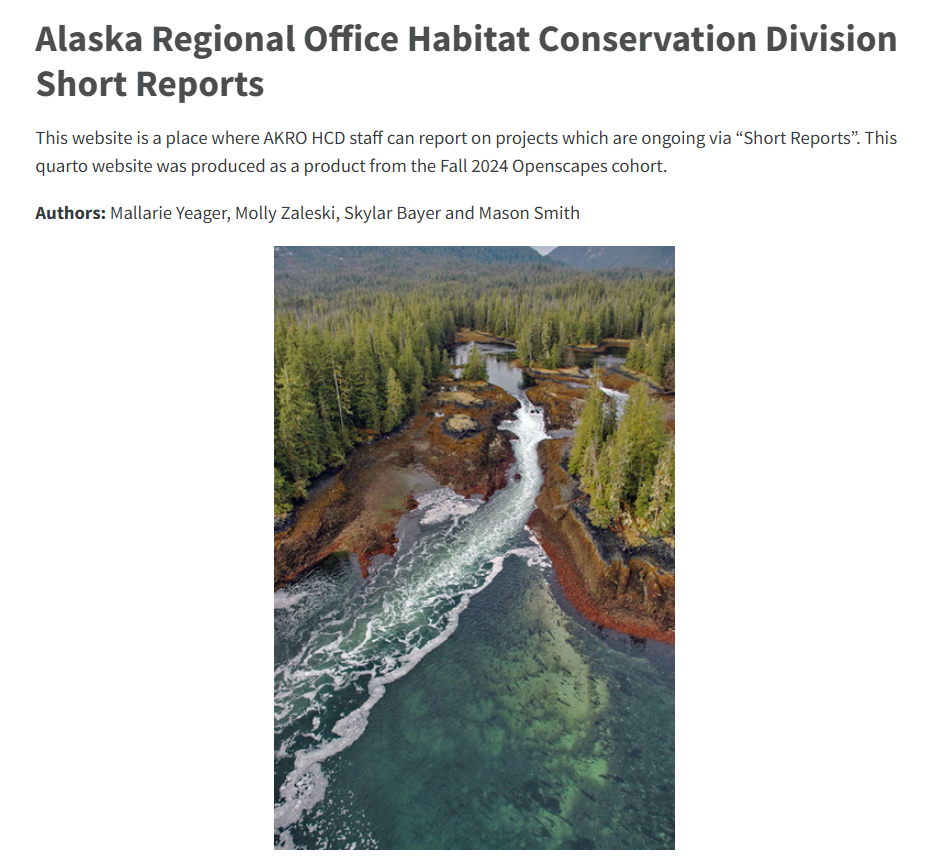 Alaska Regional Office Habitat Conservation Division
Short Reports
This website is a place where AKRO HCD staff can report on projects which are ongoing via “Short Reports”. This
quarto website was produced as a product from the Fall 2024 Openscapes cohort.
Authors: Mallarie Yeager, Molly Zaleski, Skylar Bayer and Mason Smith